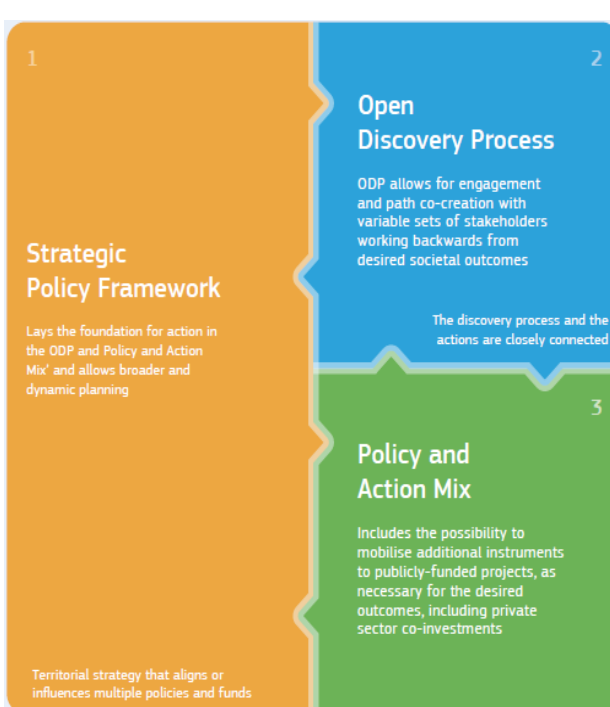 1
Strategic
Policy Framework
Lays the foundation for action in
the ODP and Policy and Action
Mix' and allows broader and
dynamic planning
Territorial strategy that aligns or
influences multiple policies and funds
2
Open
Discovery Process
ODP allows for engagement
and path co-creation with
variable sets of stakeholders
working backwards from
desired societal outcomes
The discovery process and the
actions are closely connected
3
Policy and
Action Mix
Includes the possibility to
mobilise additional instruments
to publicly-funded projects, as
necessary for the desired
outcomes, including private
sector co-investments